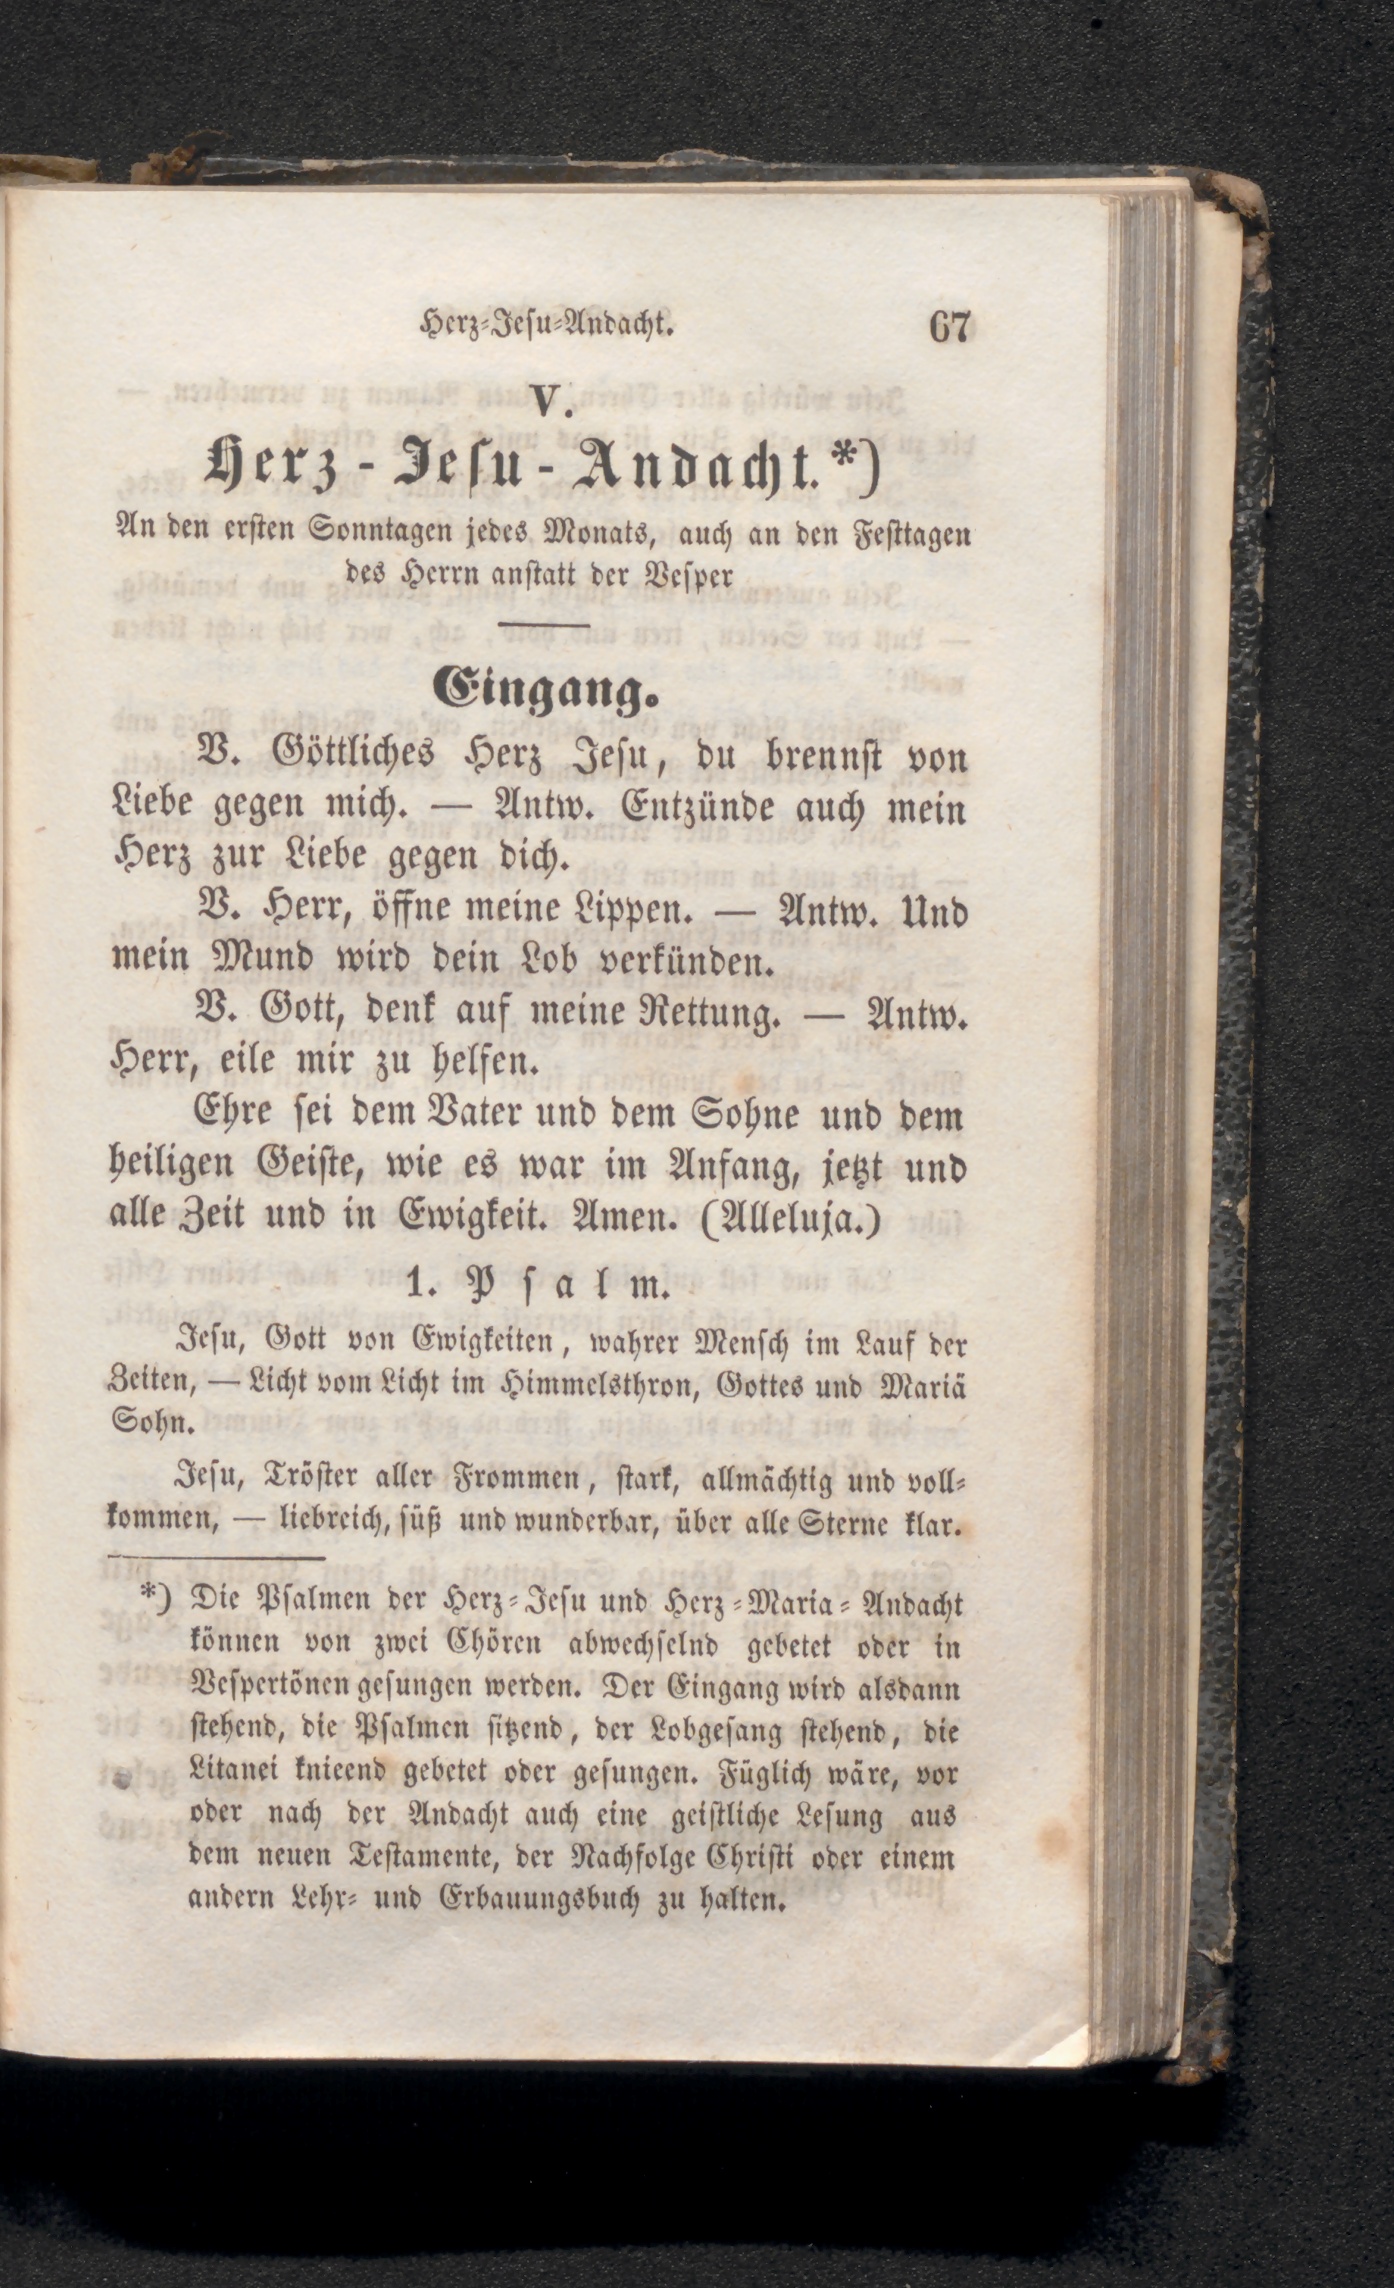 Herz-Jesu-Andacht. 67
V.
Herz-Jesu-Andacht.*)
An den ersten Sonntagen jedes Monats, auch an den Festtagen
des Herrn anstatt der Vesper
Eingang.
V. Göttliches Herz Jesu, du brennst von
Liebe gegen mich. — Antw. Entzünde auch mein
Herz zur Liebe gegen dich.
V. Herr, öffne meine Lippen. — Antw. Und
mein Mund wird dein Lob verkünden.
V. Gott, denk auf meine Rettung. — Antw.
Herr, eile mir zu helfen.
Ehre sei dem Vater und dem Sohne und dem
heiligen Geiste, wie es war im Anfang, jetzt und
alle Zeit und in Ewigkeit. Amen. (Alleluja.)
1. Psalm.
Jesu, Gott von Ewigkeiten, wahrer Mensch im Lauf der
Zeiten, — Licht vom Licht im Himmelsthron, Gottes und Mariä
Sohn.
Jesu, Tröster aller Frommen, stark, allmächtig und voll-
kommen, — liebreich, süß und wunderbar, über alle Sterne klar.
*) Die Psalmen der Herz-Jesu und Herz-Maria-Andacht
können von zwei Chören abwechselnd gebetet oder in
Vespertönen gesungen werden. Der Eingang wird alsdann
stehend, die Psalmen sitzend, der Lobgesang stehend, die
Litanei knieend gebetet oder gesungen. Füglich wäre, vor
oder nach der Andacht auch eine geistliche Lesung aus
dem neuen Testamente, der Nachfolge Christi oder einem
andern Lehr- und Erbauungsbuch zu halten.